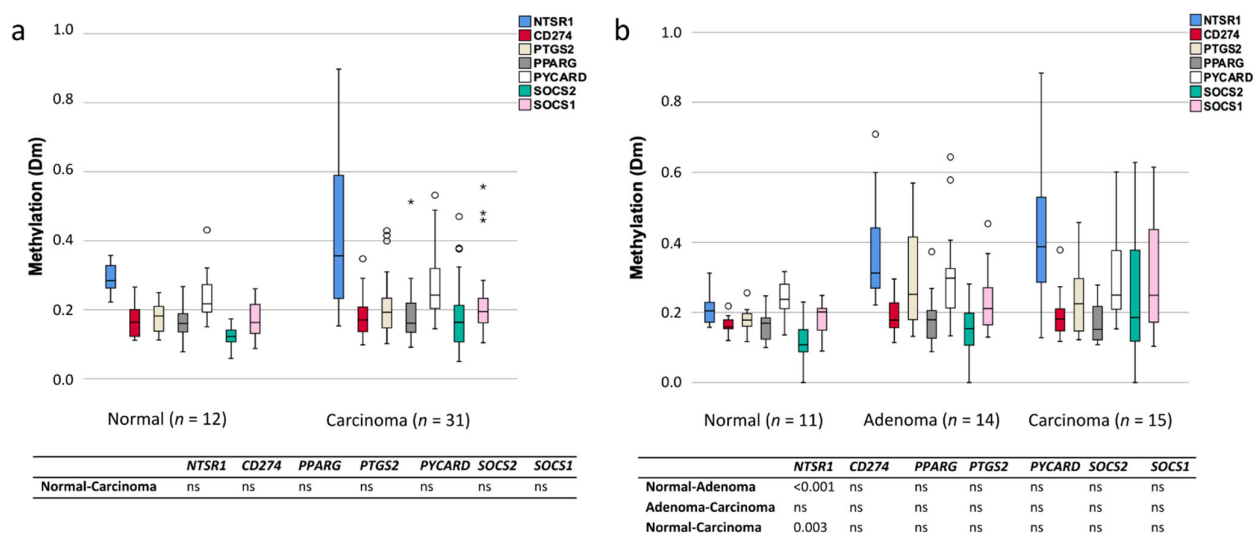 a
NTSR1
CD274
PTGS2
PPARG
PYCARD
SOCS2
SOCS1
Methylation (Dm)
1.0
0.8
0.6
0.4
0.2
0.0
Normal (n = 12) Carcinoma (n = 31)
NTSR1 CD274 PPARG PTGS2 PYCARD SOCS2 SOCS1
Normal-Carcinoma ns ns ns ns ns ns ns
b
NTSR1
CD274
PTGS2
PPARG
PYCARD
SOCS2
SOCS1
Methylation (Dm)
1.0
0.8
0.6
0.4
0.2
0.0
Normal (n = 11) Adenoma (n = 14) Carcinoma (n = 15)
NTSR1 CD274 PPARG PTGS2 PYCARD SOCS2 SOCS1
Normal-Adenoma <0.001 ns ns ns ns ns ns
Adenoma-Carcinoma ns ns ns ns ns ns ns
Normal-Carcinoma 0.003 ns ns ns ns ns ns